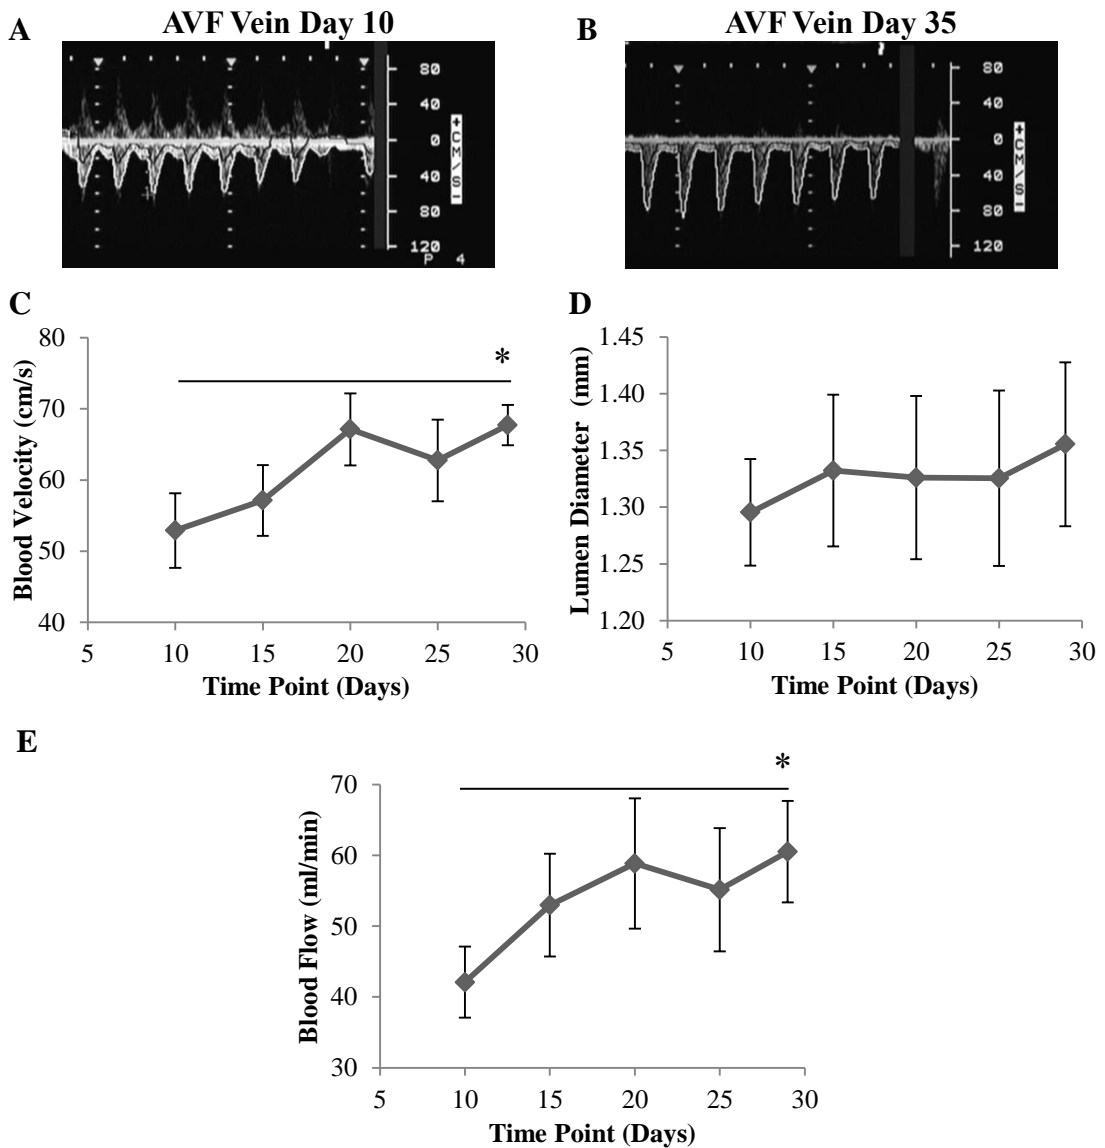 A
AVF Vein Day 10
80
40
0
40
80
120
+CM/S-
P 4
B
AVF Vein Day 35
80
40
0
40
80
120
+CM/S-
C
80
70
60
50
40
Blood Velocity (cm/s)
*
5 10 15 20 25 30
Time Point (Days)
D
1.45
1.40
1.35
1.30
1.25
1.20
Lumen Diameter (mm)
5 10 15 20 25 30
Time Point (Days)
E
70
60
50
40
30
Blood Flow (ml/min)
*
5 10 15 20 25 30
Time Point (Days)